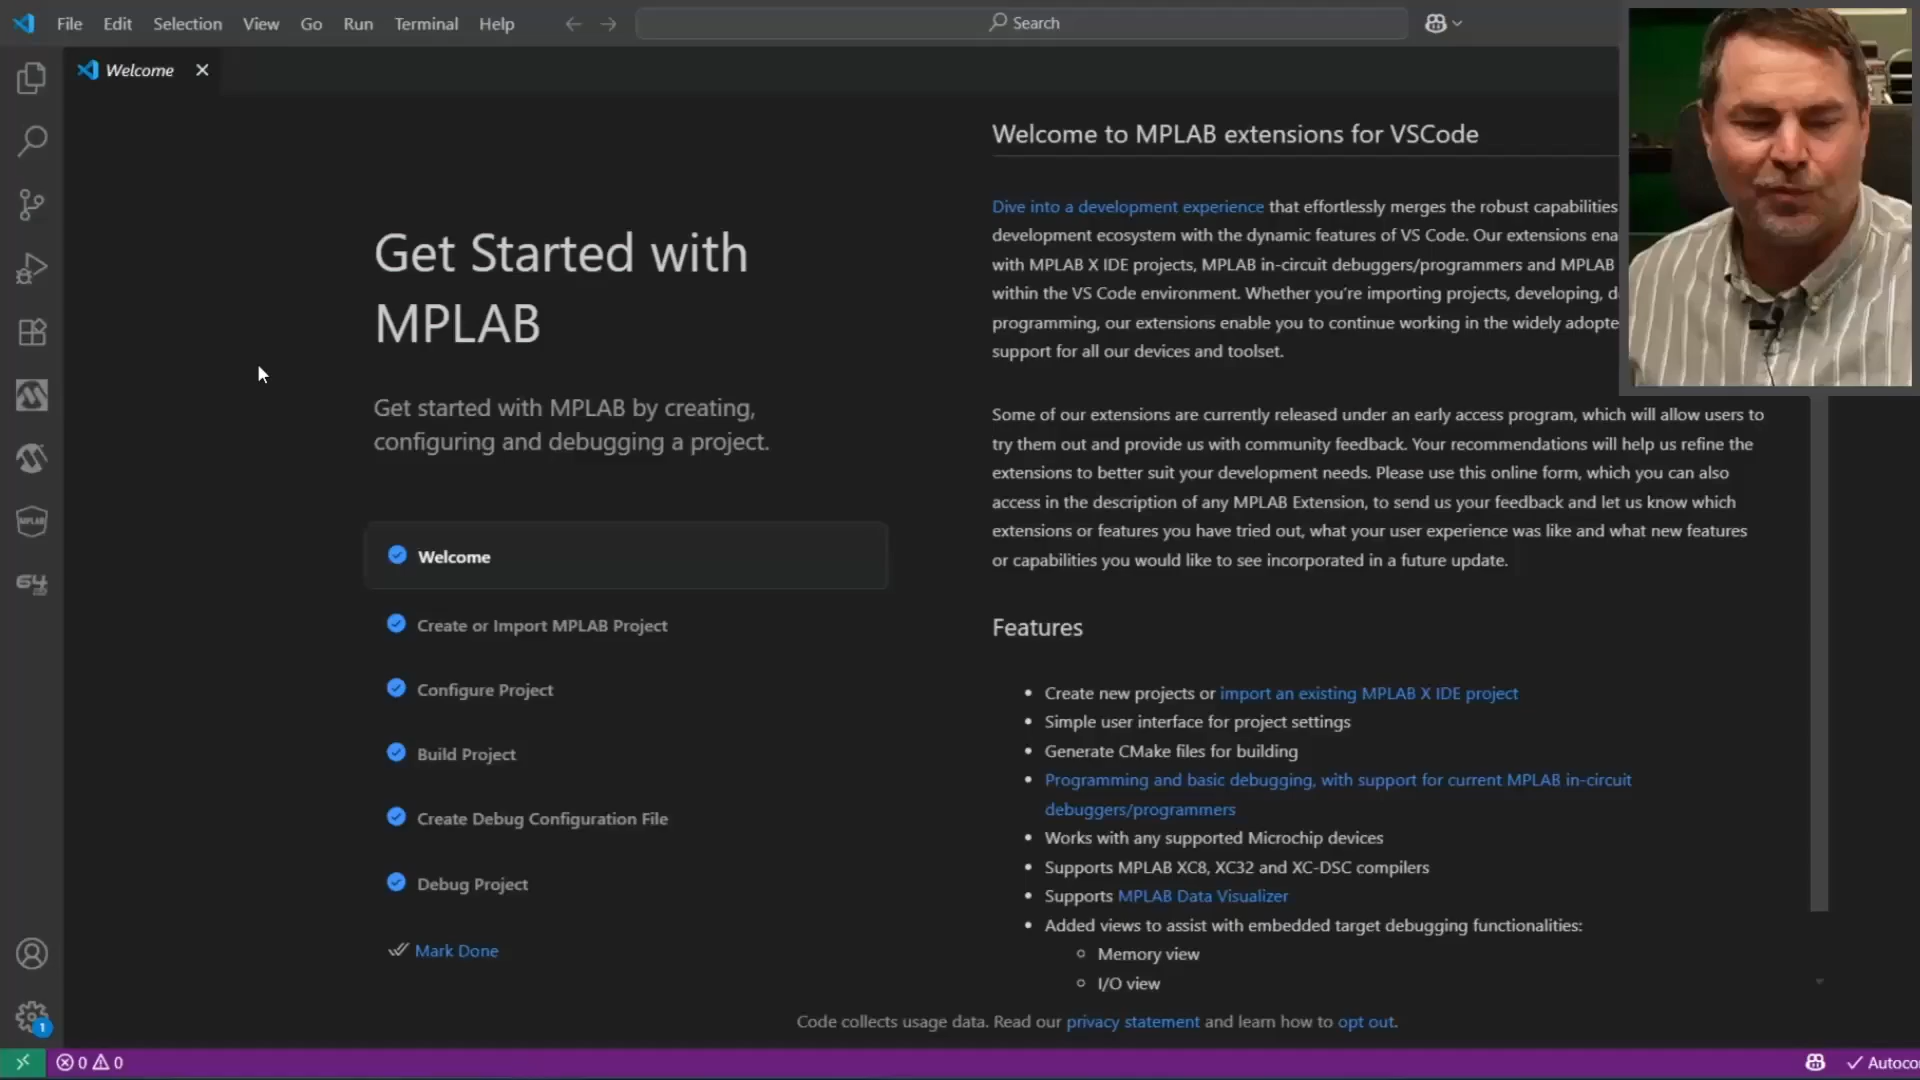 File Edit Selection View Go Run Terminal Help
Search
Welcome
Get Started with
MPLAB
Get started with MPLAB by creating,
configuring and debugging a project.
Welcome
Create or Import MPLAB Project
Configure Project
Build Project
Create Debug Configuration File
Debug Project
Mark Done
Welcome to MPLAB extensions for VSCode
Dive into a development experience that effortlessly merges the robust capabilities
development ecosystem with the dynamic features of VS Code. Our extensions ena
with MPLAB X IDE projects, MPLAB in-circuit debuggers/programmers and MPLAB
within the VS Code environment. Whether you're importing projects, developing, d
programming, our extensions enable you to continue working in the widely adopte
support for all our devices and toolset.
Some of our extensions are currently released under an early access program, which will allow users to
try them out and provide us with community feedback. Your recommendations will help us refine the
extensions to better suit your development needs. Please use this online form, which you can also
access in the description of any MPLAB Extension, to send us your feedback and let us know which
extensions or features you have tried out, what your user experience was like and what new features
or capabilities you would like to see incorporated in a future update.
Features
• Create new projects or import an existing MPLAB X IDE project
• Simple user interface for project settings
• Generate CMake files for building
• Programming and basic debugging, with support for current MPLAB in-circuit
debuggers/programmers
• Works with any supported Microchip devices
• Supports MPLAB XC8, XC32 and XC-DSC compilers
• Supports MPLAB Data Visualizer
• Added views to assist with embedded target debugging functionalities:
○ Memory view
○ I/O view
Code collects usage data. Read our privacy statement and learn how to opt out.
MPLAB
64
1
0 0
Autoco